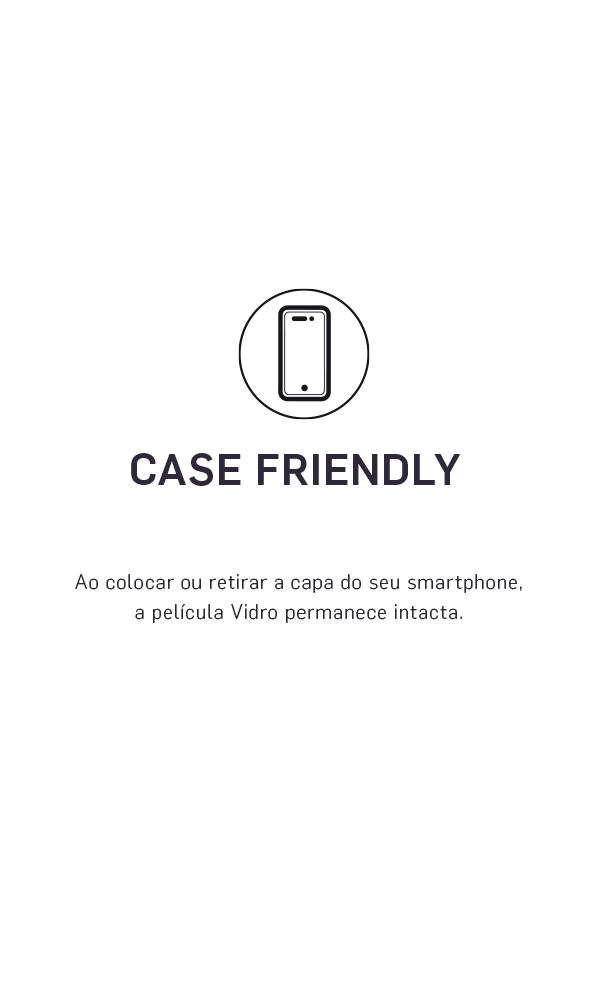 CASE FRIENDLY
Ao colocar ou retirar a capa do seu smartphone,
a película Vidro permanece intacta.